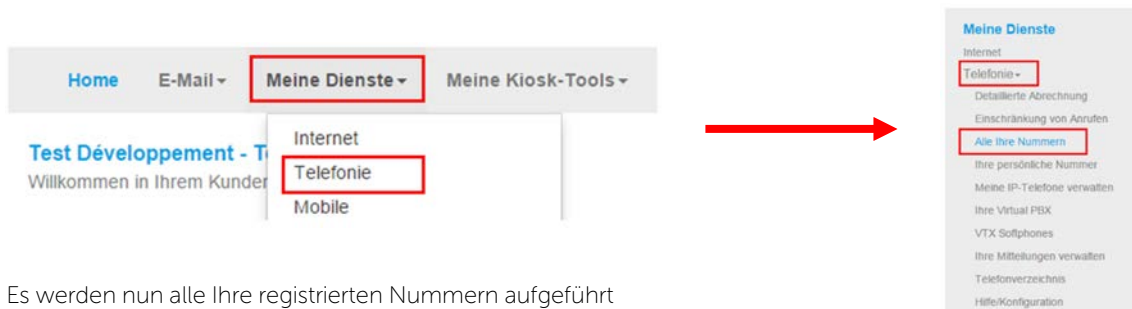 Home E-Mail Meine Dienste Meine Kiosk-Tools
Internet
Telefonie
Mobile
Test Développement - T
Willkommen in Ihrem Kunder
Meine Dienste
Internet
Telefonie
Detaillierte Abrechnung
Einschränkung von Anrufen
Alle Ihre Nummern
Ihre persönliche Nummer
Meine IP-Telefone verwalten
Ihre Virtual PBX
VTX Softphones
Ihre Mitteilungen verwalten
Telefonverzeichnis
Hilfe/Konfiguration
Es werden nun alle Ihre registrierten Nummern aufgeführt